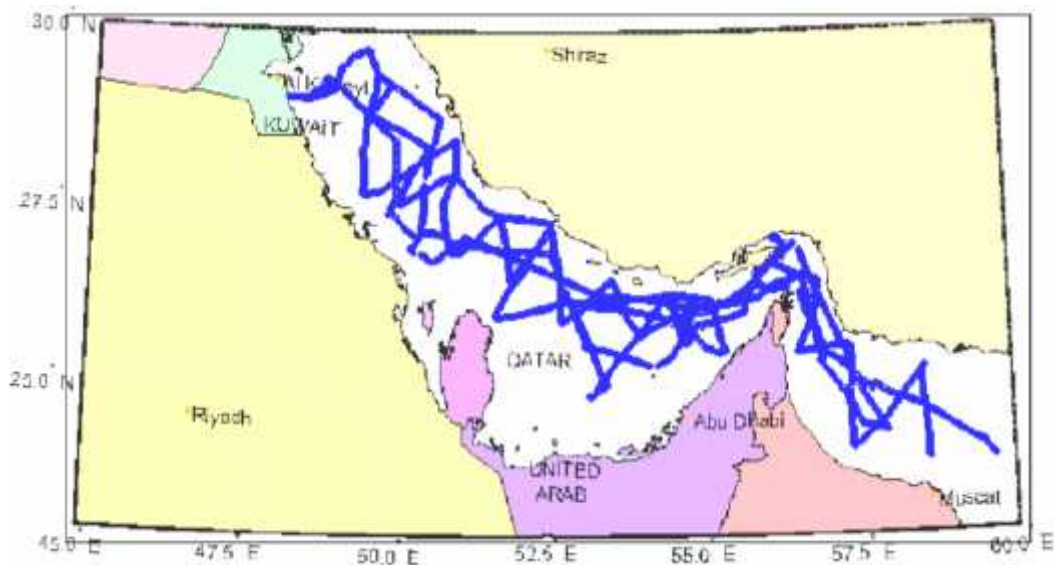 30.0° N
Shiraz
KUWAIT
27.5° N
QATAR
25.0° N
Riyadh
Abu Dhabi
UNITED
ARAB
Muscat
45.0 E
47.5 E
50.0 E
52.5 E
55.0 E
57.5 E
60.0 E